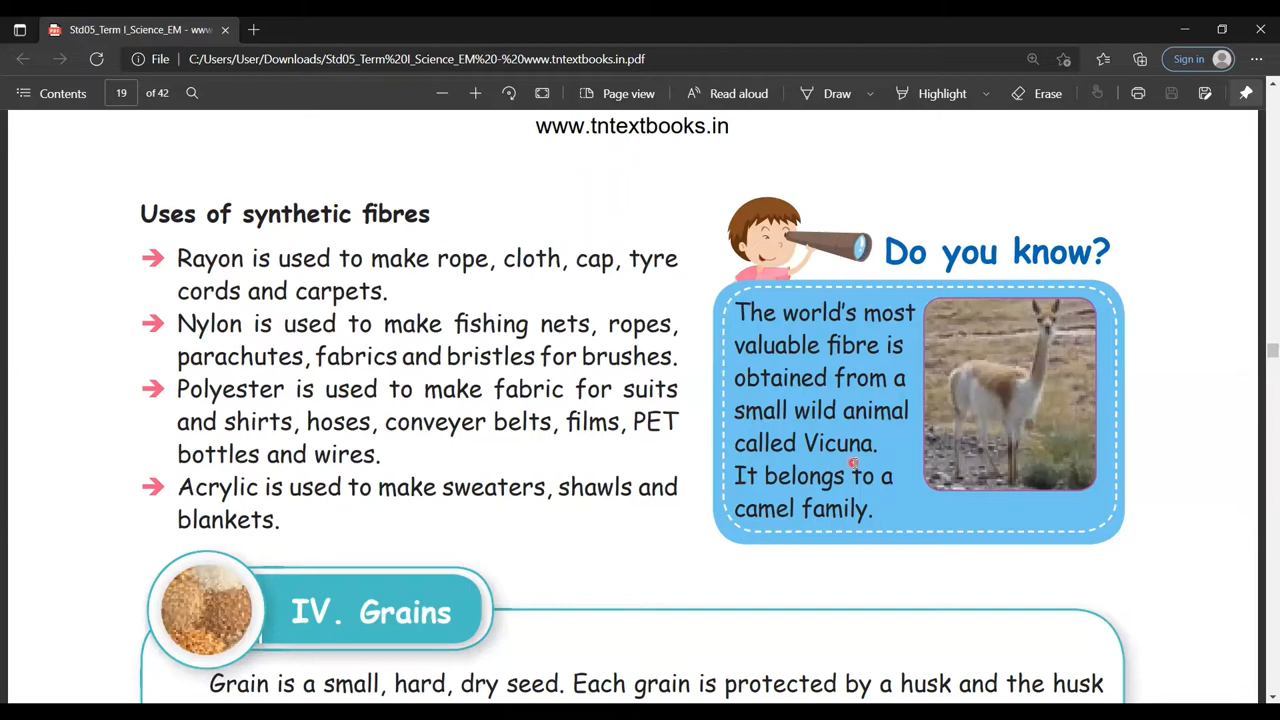 Std05_Term I_Science_EM - www
File
C:/Users/User/Downloads/Std05_Term%20I_Science_EM%20-%20www.tntextbooks.in.pdf
Sign in
Contents
19 of 42
Page view
Read aloud
Draw
Highlight
Erase
www.tntextbooks.in
Uses of synthetic fibres
Rayon is used to make rope, cloth, cap, tyre
cords and carpets.
Nylon is used to make fishing nets, ropes,
parachutes, fabrics and bristles for brushes.
Polyester is used to make fabric for suits
and shirts, hoses, conveyer belts, films, PET
bottles and wires.
Acrylic is used to make sweaters, shawls and
blankets.
Do you know?
The world's most
valuable fibre is
obtained from a
small wild animal
called Vicuna.
It belongs to a
camel family.
IV. Grains
Grain is a small, hard, dry seed. Each grain is protected by a husk and the husk